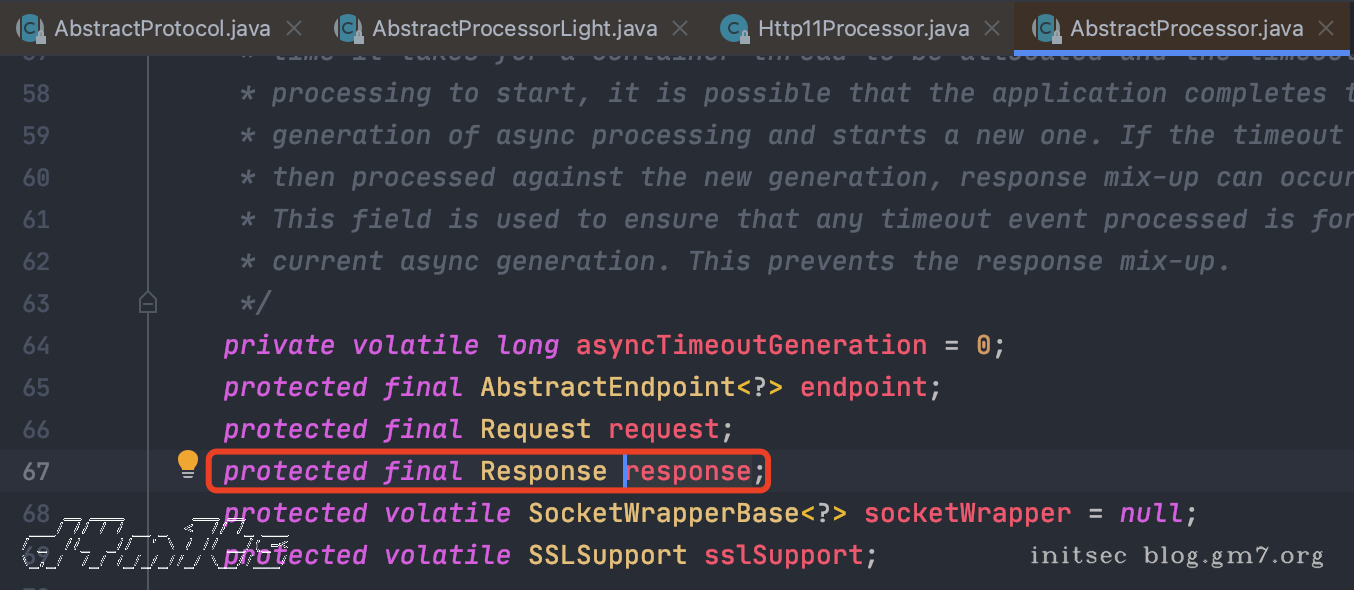 AbstractProtocol.java AbstractProcessorLight.java Http11Processor.java AbstractProcessor.java
* time it takes for a container thread to be allocated and the timeout
58 * processing to start, it is possible that the application completes t
59 * generation of async processing and starts a new one. If the timeout
60 * then processed against the new generation, response mix-up can occur
61 * This field is used to ensure that any timeout event processed is for
62 * current async generation. This prevents the response mix-up.
63 */
64 private volatile long asyncTimeoutGeneration = 0;
65 protected final AbstractEndpoint<?> endpoint;
66 protected final Request request;
67 protected final Response response;
68 protected volatile SocketWrapperBase<?> socketWrapper = null;
69 protected volatile SSLSupport sslSupport;
initsec blog.gm7.org